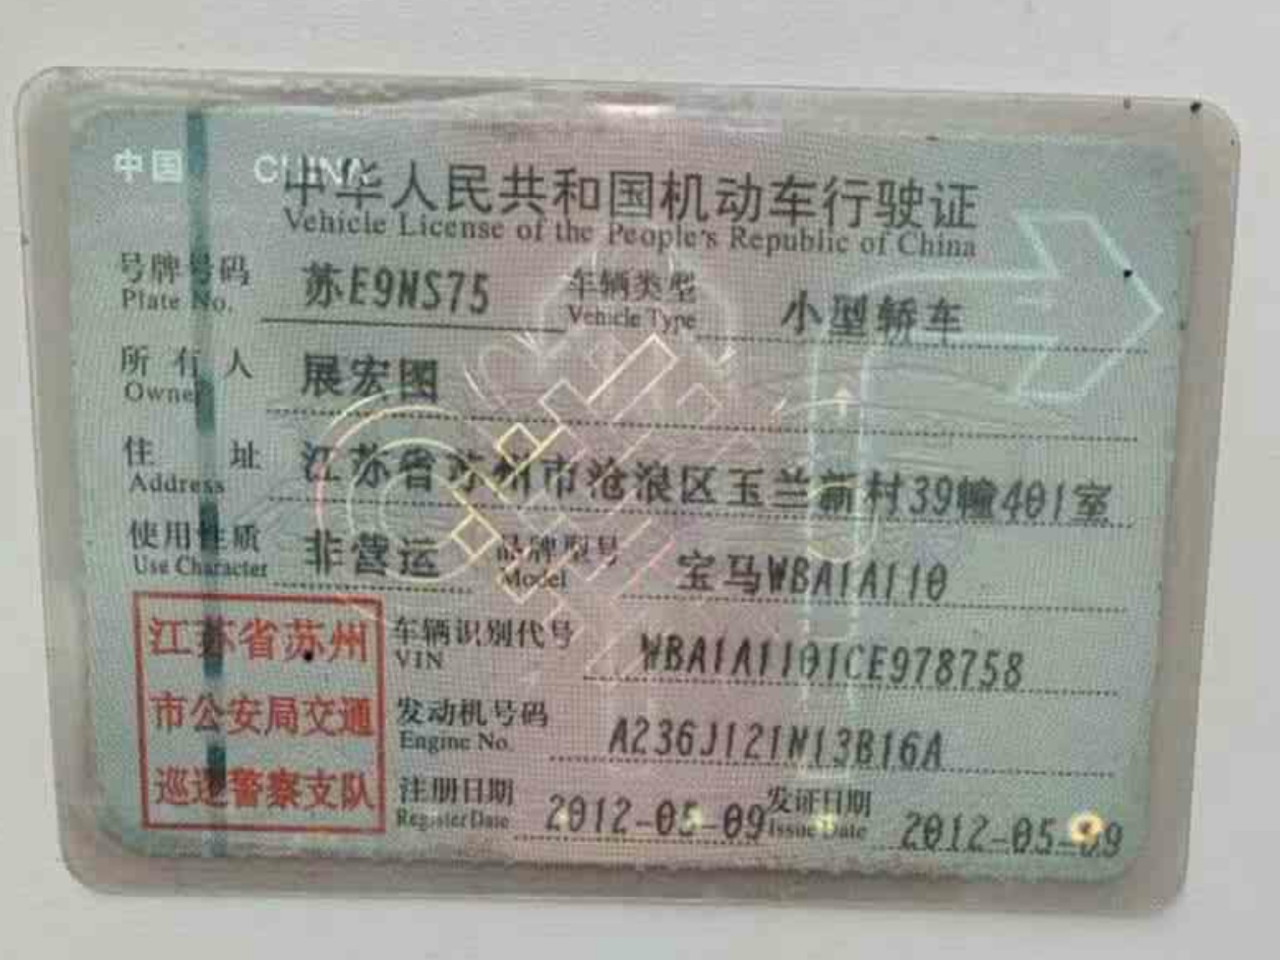 中国 CHINA
中华人民共和国机动车行驶证
Vehicle License of the People's Republic of China
号牌号码 苏E9NS75 车辆类型 小型轿车
Plate No. Vehicle Type
所有人 展宏图
Owner
住址 江苏省苏州市沧浪区玉兰新村39幢401室
Address
使用性质 非营运 品牌型号 宝马WBA1A110
Use Character Model
江苏省苏州
市公安局交通
巡逻警察支队
车辆识别代号 WBA1A1101CE978758
VIN
发动机号码 A236J121N13B16A
Engine No.
注册日期 2012-05-09 发证日期 2012-05-09
Register Date Issue Date